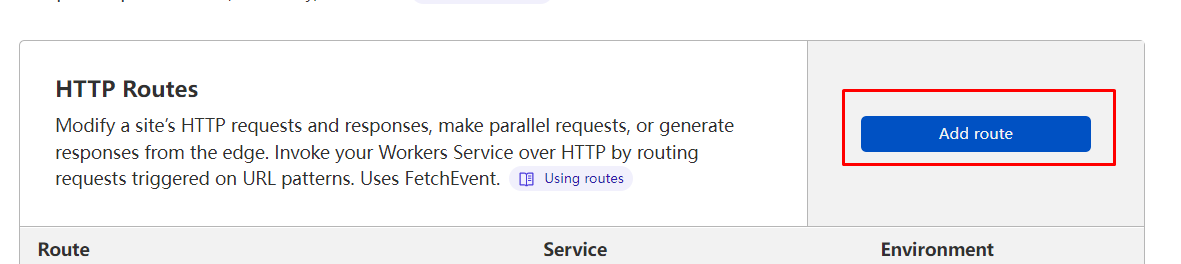 HTTP Routes
Modify a site's HTTP requests and responses, make parallel requests, or generate
responses from the edge. Invoke your Workers Service over HTTP by routing
requests triggered on URL patterns. Uses FetchEvent. Using routes
Add route
Route Service Environment